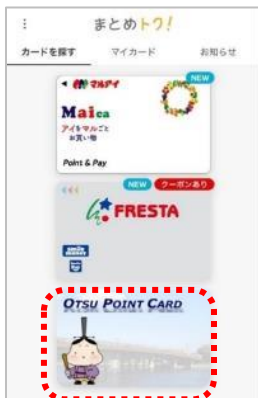 まとめトク!
カードを探す マイカード お知らせ
NEW
マルアイ
Maica
アイをマルごと
お買い物
Point & Pay
NEW クーポンあり
FRESTA
smile
money
OTSU POINT CARD